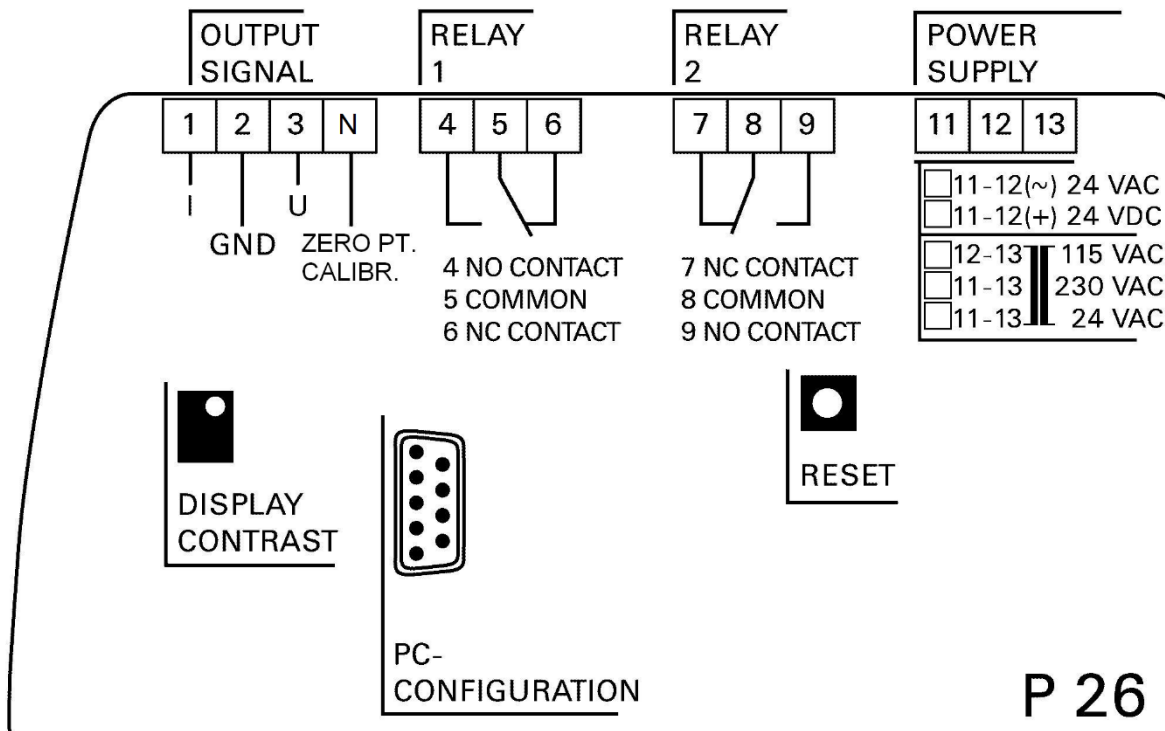 OUTPUT
SIGNAL
RELAY
1
RELAY
2
POWER
SUPPLY
1 2 3 N
4 5 6
7 8 9
11 12 13
I
GND
U
ZERO PT.
CALIBR.
4 NO CONTACT
5 COMMON
6 NC CONTACT
7 NC CONTACT
8 COMMON
9 NO CONTACT
11-12(~) 24 VAC
11-12(+) 24 VDC
12-13 115 VAC
11-13 230 VAC
11-13 24 VAC
DISPLAY
CONTRAST
PC-
CONFIGURATION
RESET
P 26